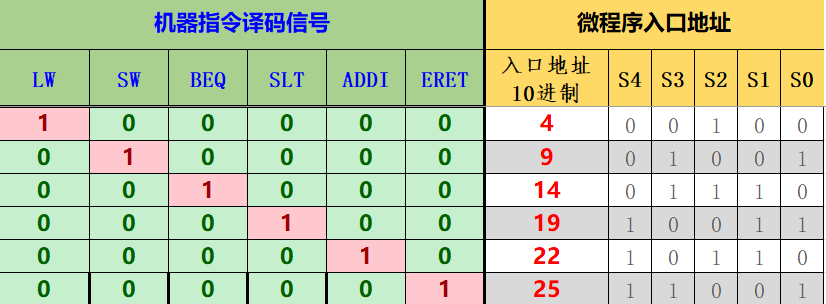 机器指令译码信号 微程序入口地址
LW SW BEQ SLT ADDI ERET 入口地址 10进制 S4 S3 S2 S1 S0
1 0 0 0 0 0 4 0 0 1 0 0
0 1 0 0 0 0 9 0 1 0 0 1
0 0 1 0 0 0 14 0 1 1 1 0
0 0 0 1 0 0 19 1 0 0 1 1
0 0 0 0 1 0 22 1 0 1 1 0
0 0 0 0 0 1 25 1 1 0 0 1